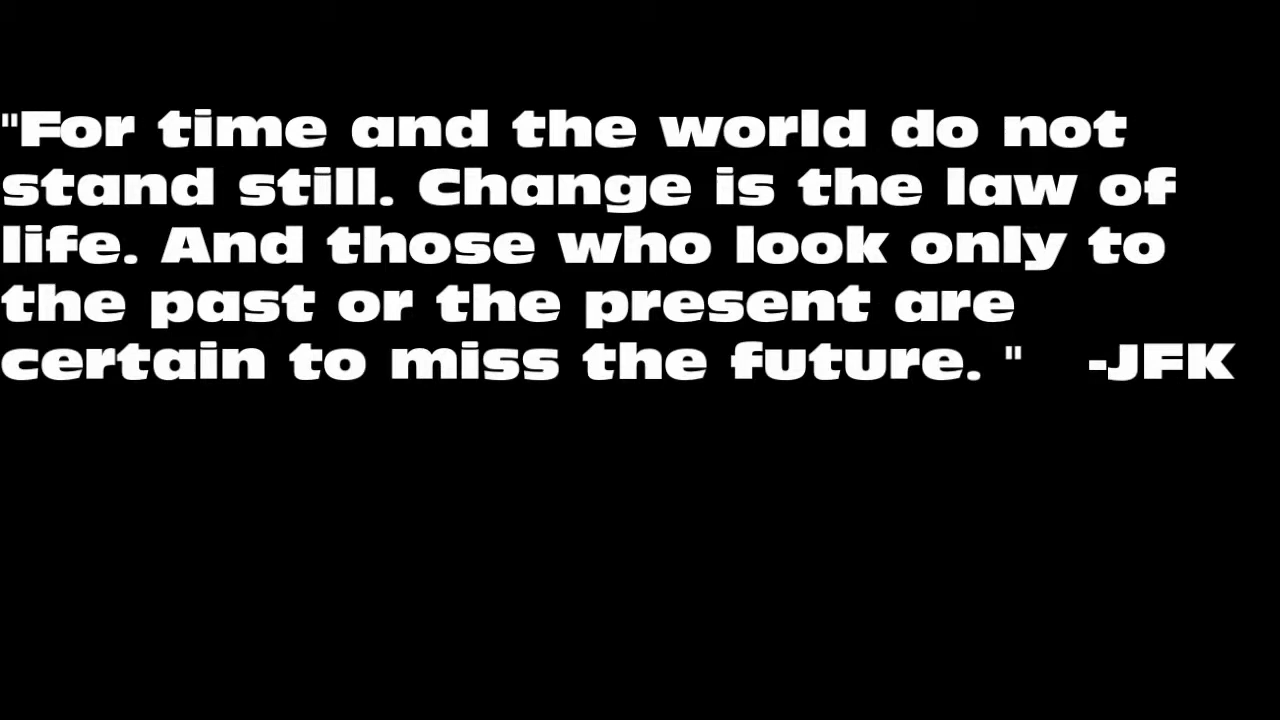 "For time and the world do not
stand still. Change is the law of
life. And those who look only to
the past or the present are
certain to miss the future. " -JFK